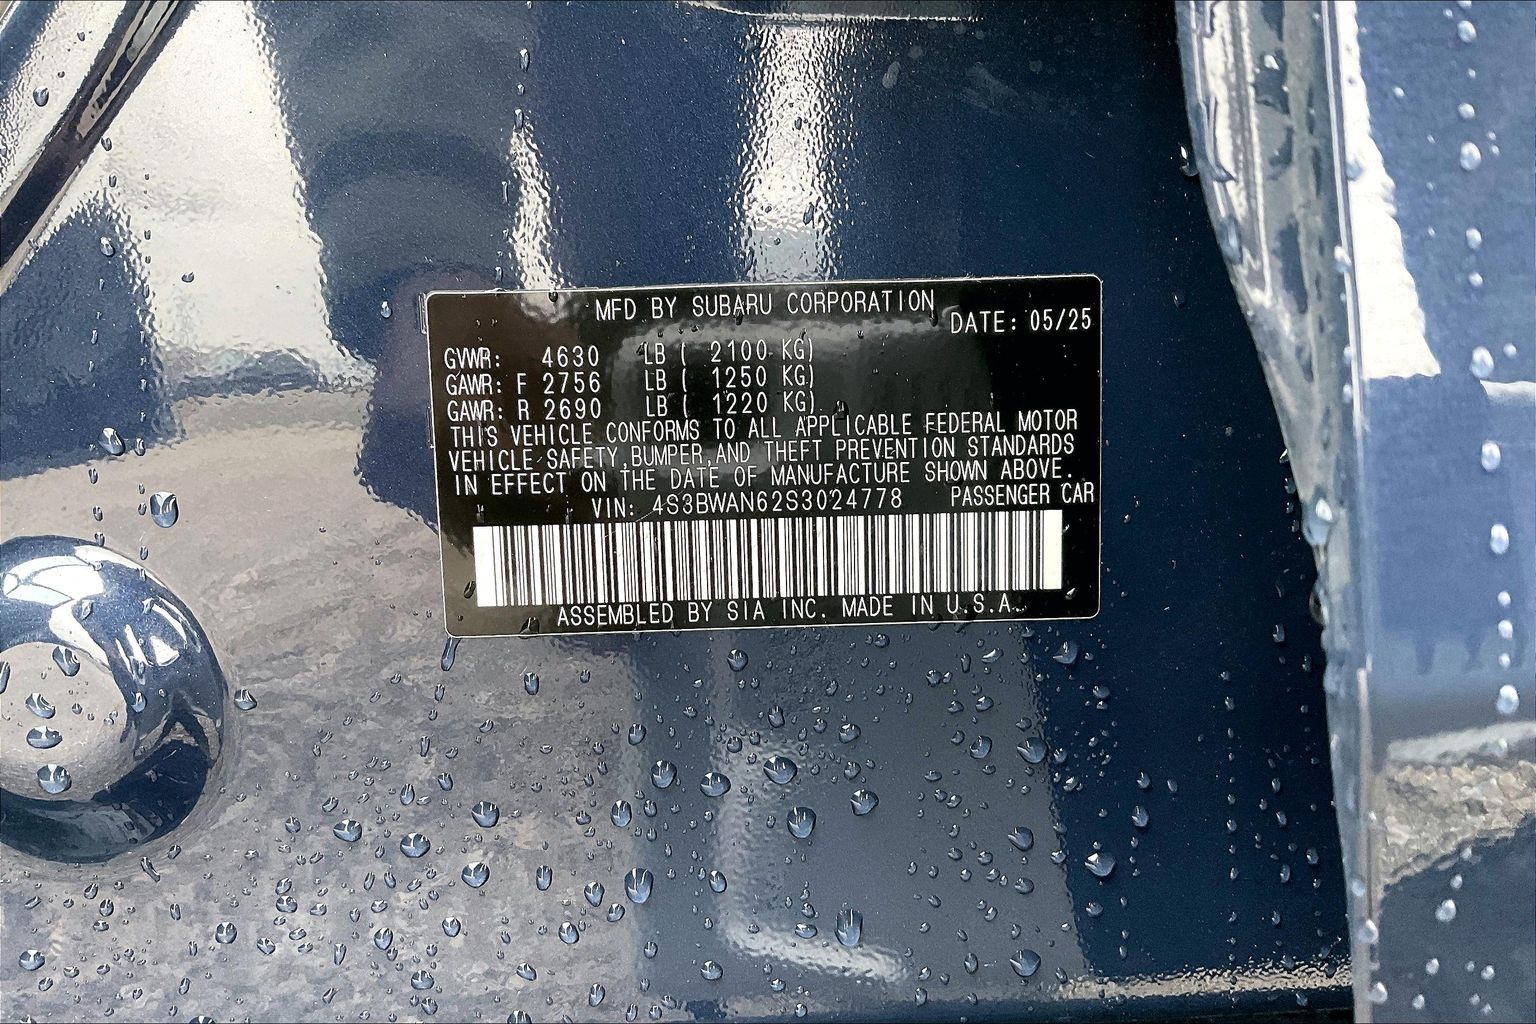 MFD BY SUBARU CORPORATION
DATE: 05/25
GVWR: 4630 LB ( 2100 KG)
GAWR: F 2756 LB ( 1250 KG)
GAWR: R 2690 LB ( 1220 KG)
THIS VEHICLE CONFORMS TO ALL APPLICABLE FEDERAL MOTOR
VEHICLE SAFETY,BUMPER,AND THEFT PREVENTION STANDARDS
IN EFFECT ON THE DATE OF MANUFACTURE SHOWN ABOVE.
VIN: 4S3BWAN62S3024778 PASSENGER CAR
ASSEMBLED BY SIA INC. MADE IN U.S.A.